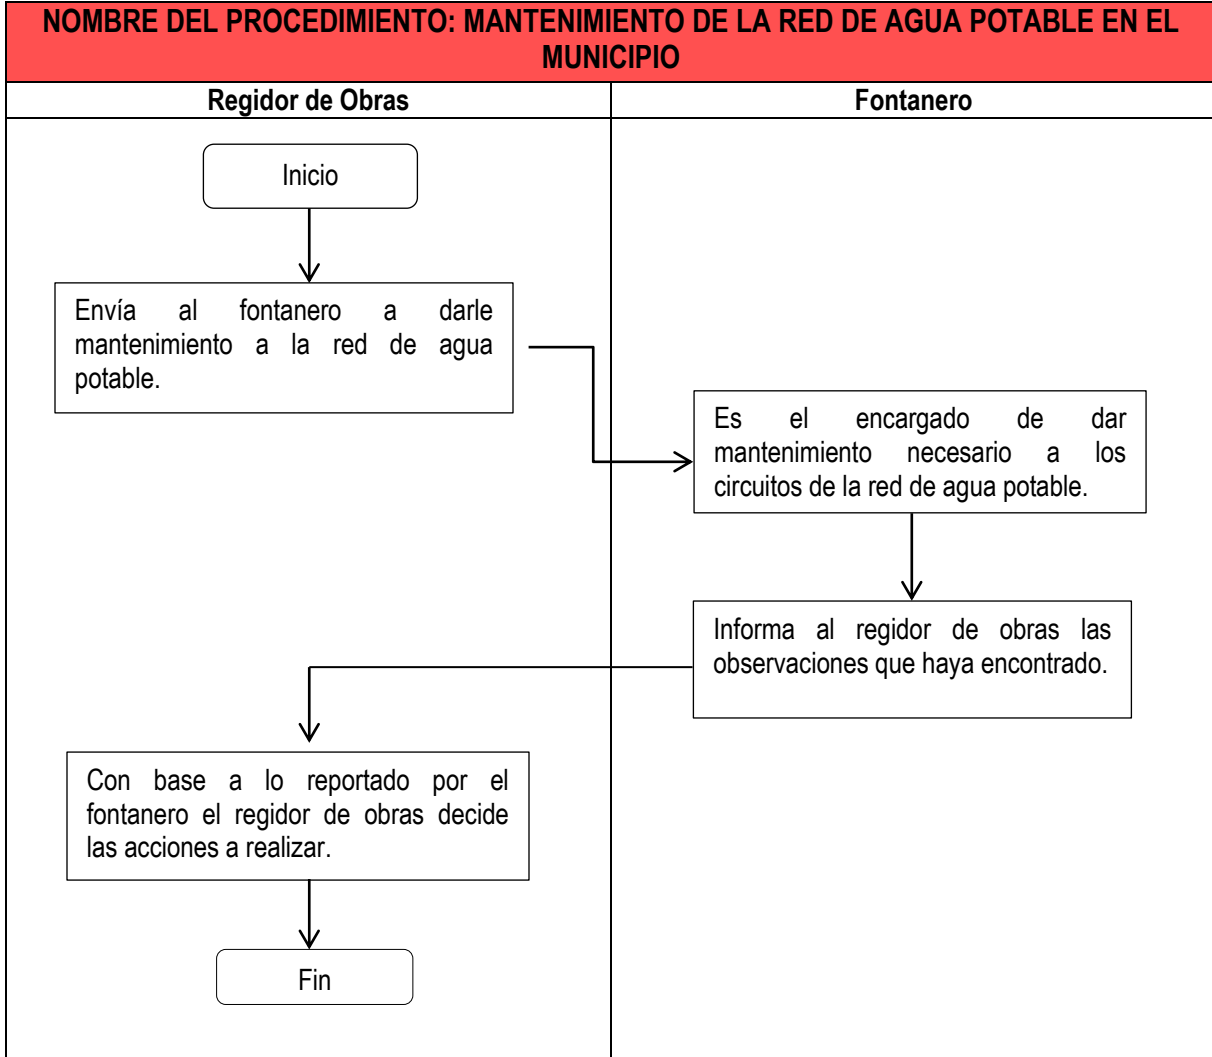 NOMBRE DEL PROCEDIMIENTO: MANTENIMIENTO DE LA RED DE AGUA POTABLE EN EL
MUNICIPIO
Regidor de Obras
Fontanero
Inicio
Envía al fontanero a darle
mantenimiento a la red de agua
potable.
Es el encargado de dar
mantenimiento necesario a los
circuitos de la red de agua potable.
Informa al regidor de obras las
observaciones que haya encontrado.
Con base a lo reportado por el
fontanero el regidor de obras decide
las acciones a realizar.
Fin